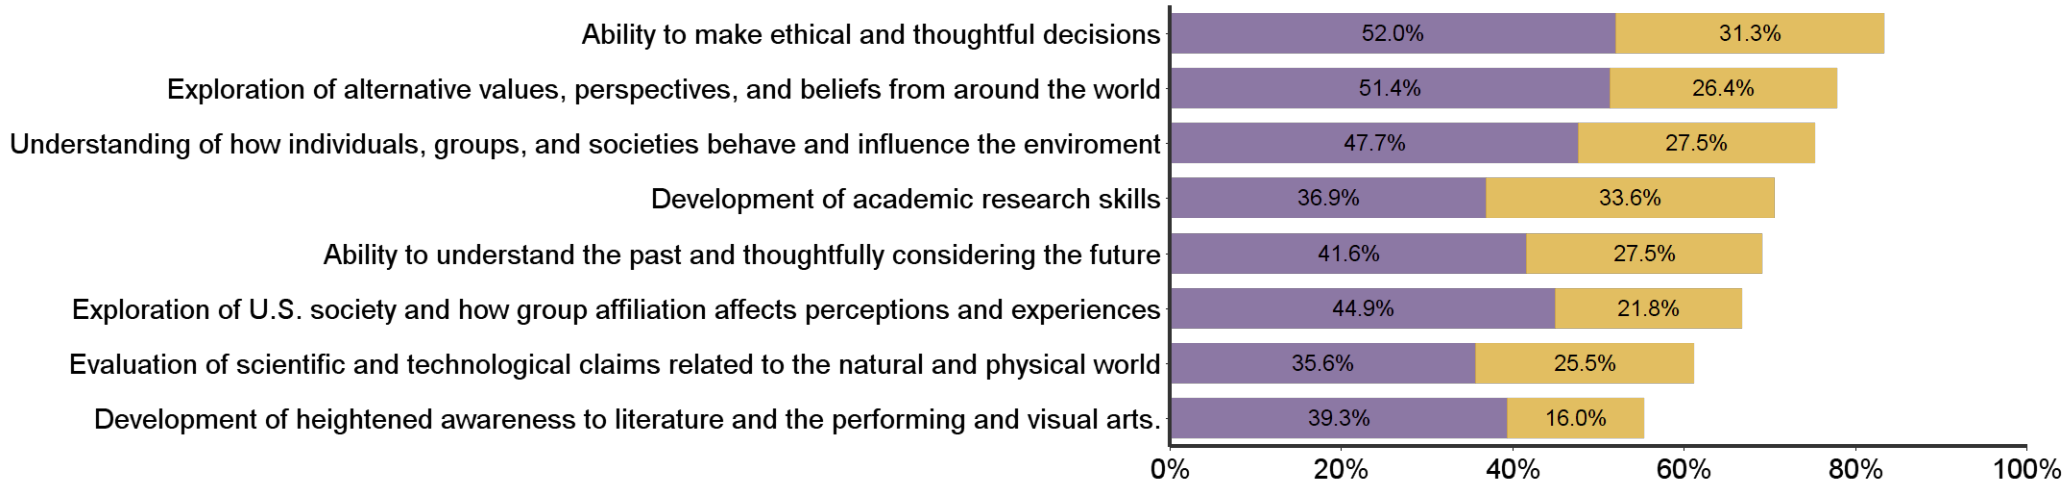 Ability to make ethical and thoughtful decisions 52.0% 31.3%
Exploration of alternative values, perspectives, and beliefs from around the world 51.4% 26.4%
Understanding of how individuals, groups, and societies behave and influence the enviroment 47.7% 27.5%
Development of academic research skills 36.9% 33.6%
Ability to understand the past and thoughtfully considering the future 41.6% 27.5%
Exploration of U.S. society and how group affiliation affects perceptions and experiences 44.9% 21.8%
Evaluation of scientific and technological claims related to the natural and physical world 35.6% 25.5%
Development of heightened awareness to literature and the performing and visual arts. 39.3% 16.0%
0% 20% 40% 60% 80% 100%